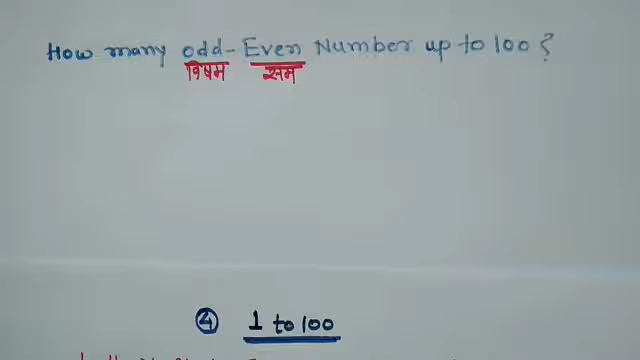 How many odd- Even Number up to 100?
विषम सम
④ 1 to 100